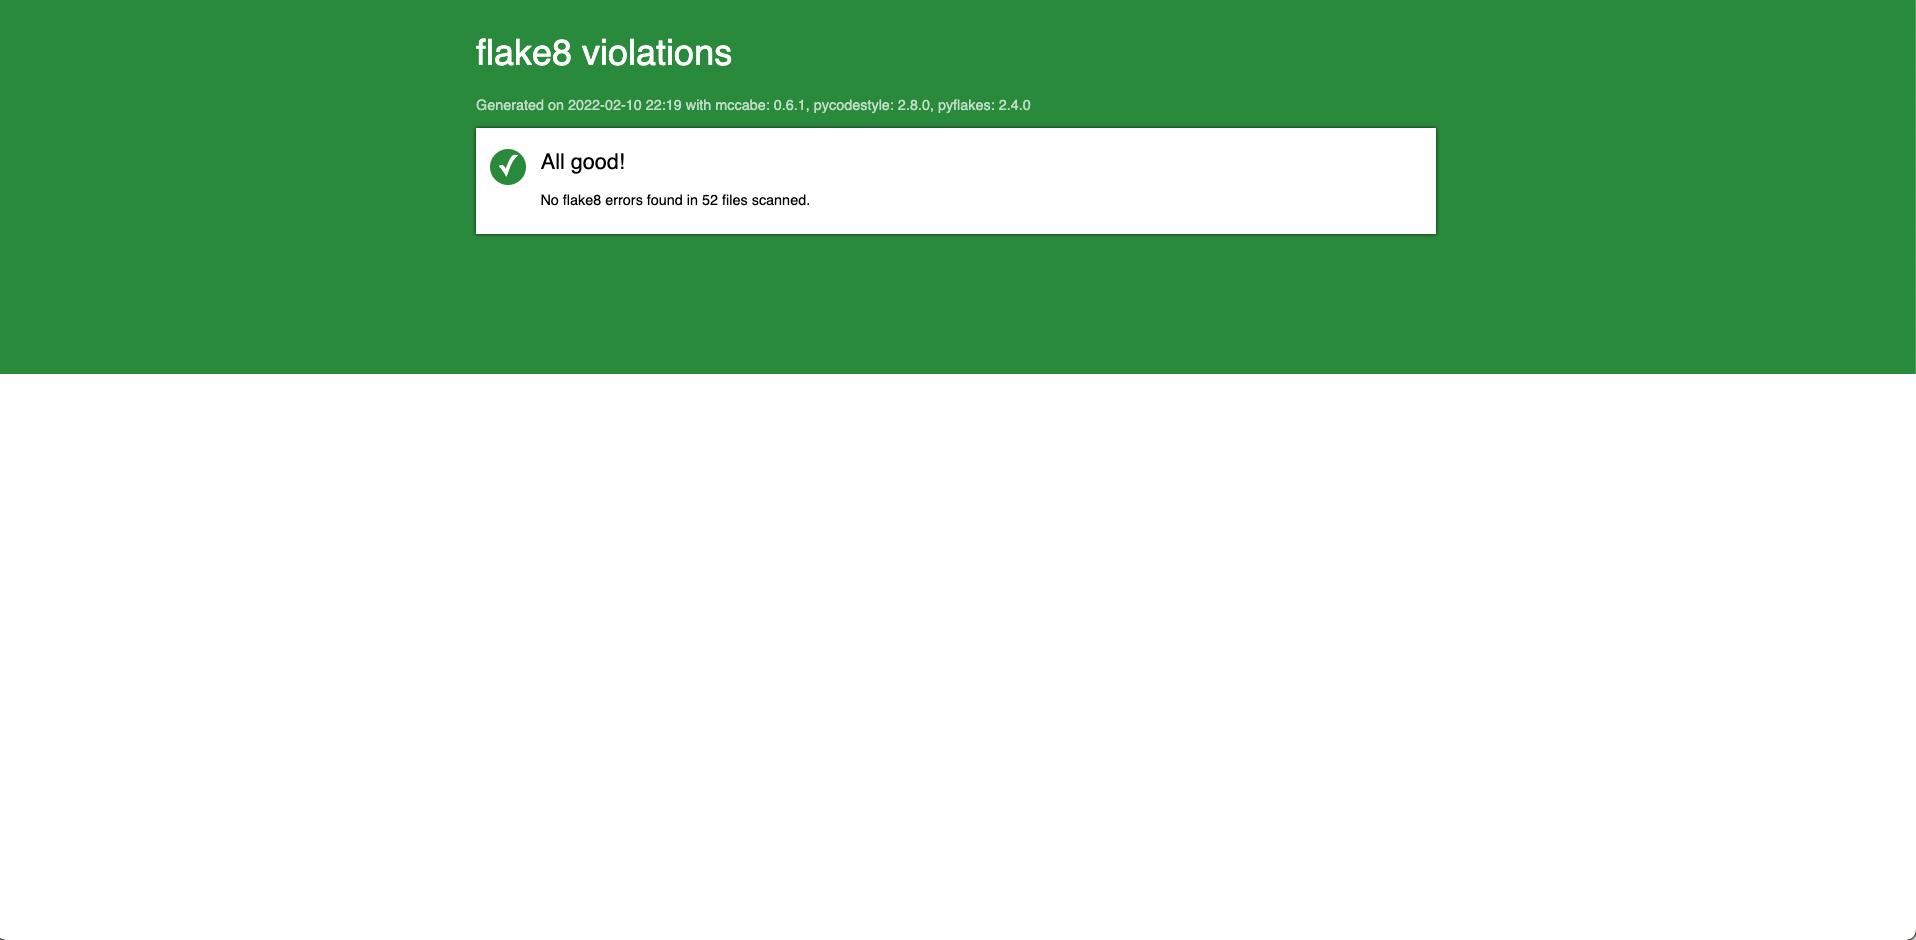 flake8 violations
Generated on 2022-02-10 22:19 with mccabe: 0.6.1, pycodestyle: 2.8.0, pyflakes: 2.4.0
All good!
No flake8 errors found in 52 files scanned.